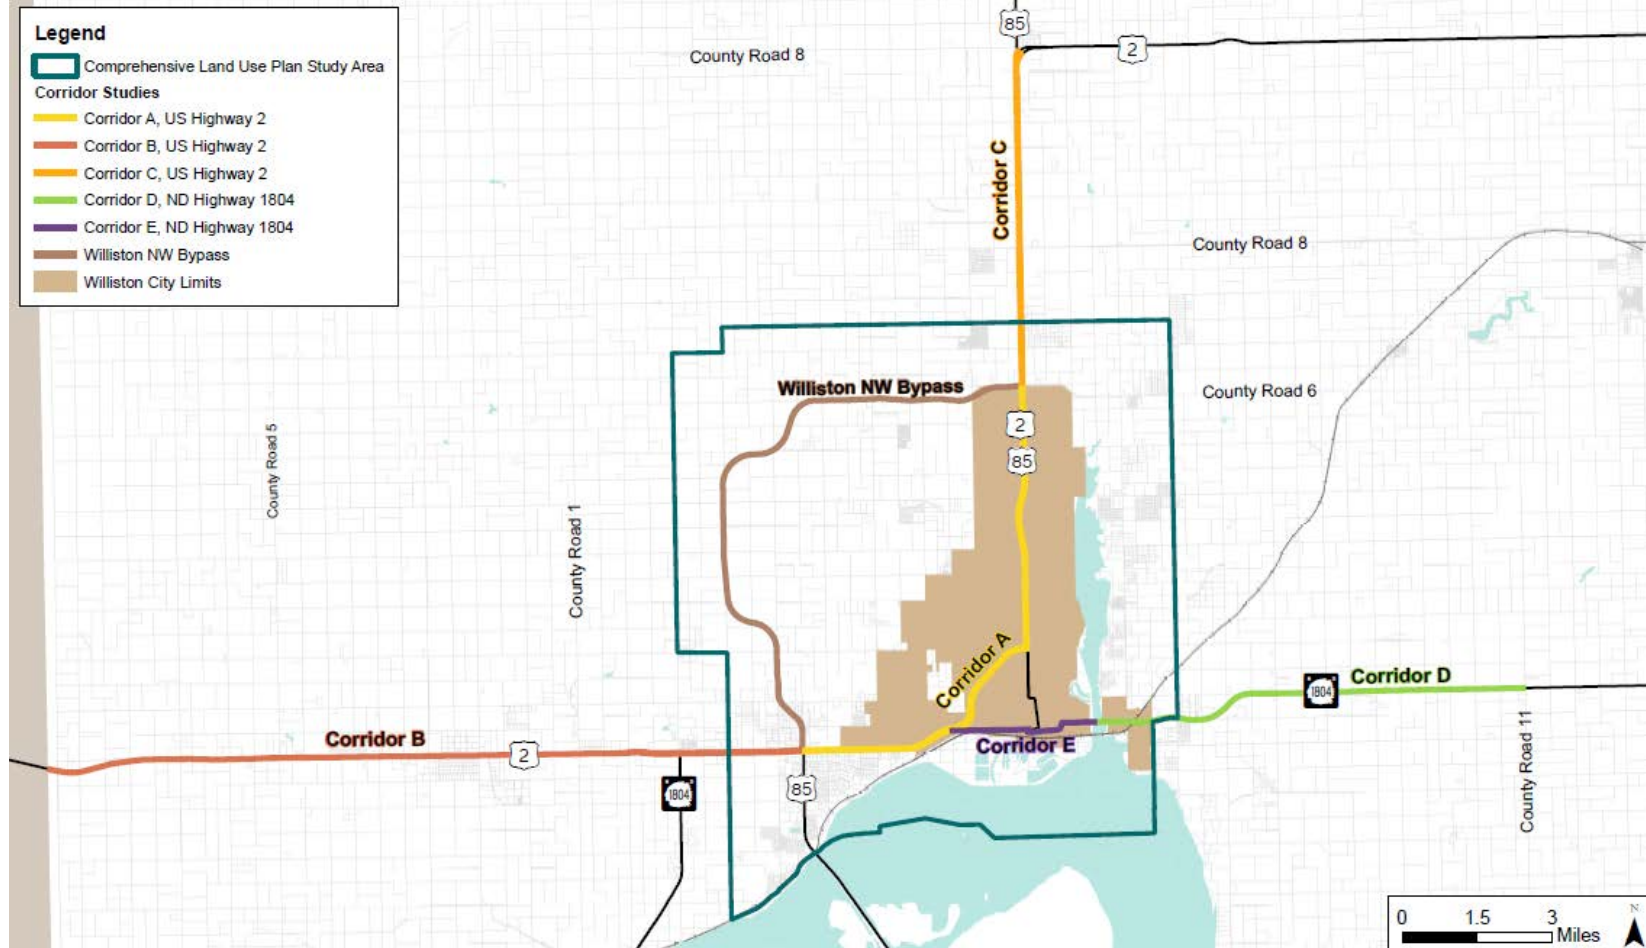 Legend
Comprehensive Land Use Plan Study Area
Corridor Studies
Corridor A, US Highway 2
Corridor B, US Highway 2
Corridor C, US Highway 2
Corridor D, ND Highway 1804
Corridor E, ND Highway 1804
Williston NW Bypass
Williston City Limits
85
2
County Road 8
Corridor C
County Road 8
Williston NW Bypass
County Road 6
2
85
County Road 5
County Road 1
Corridor A
Corridor D
1804
Corridor B
2
Corridor E
1804
85
County Road 11
0 1.5 3
Miles
N